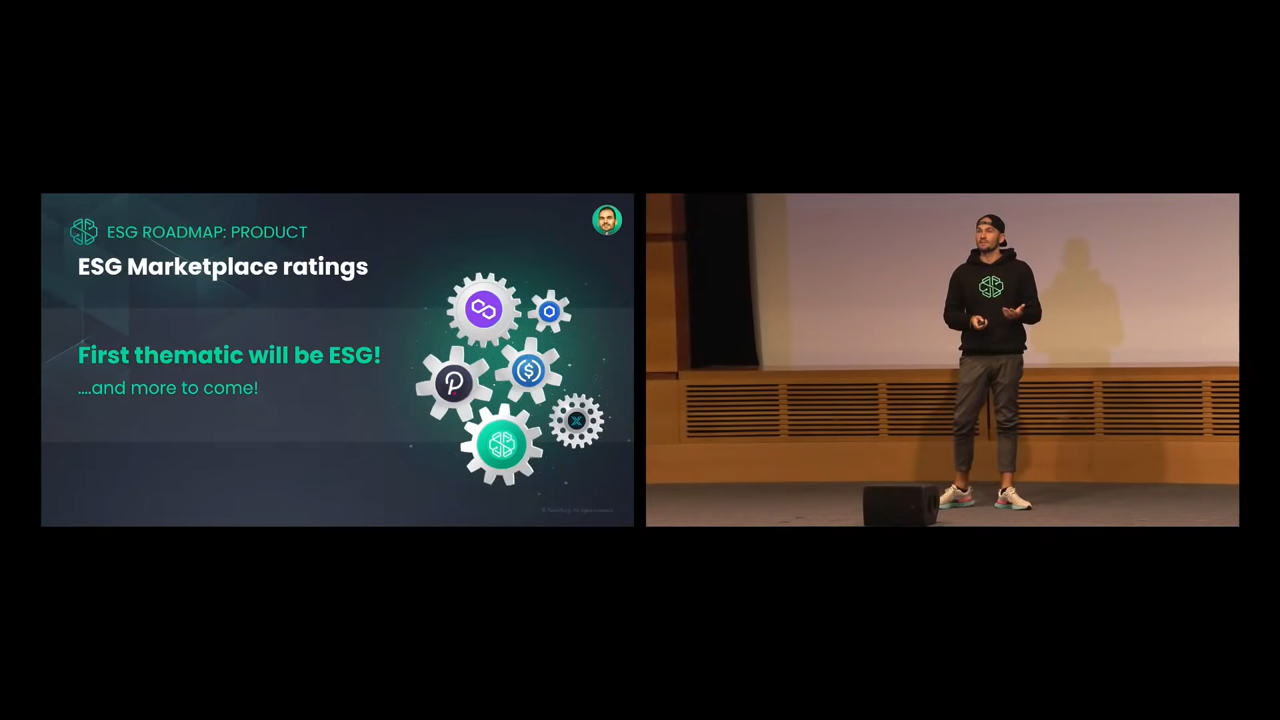 ESG ROADMAP: PRODUCT
ESG Marketplace ratings
First thematic will be ESG!
....and more to come!